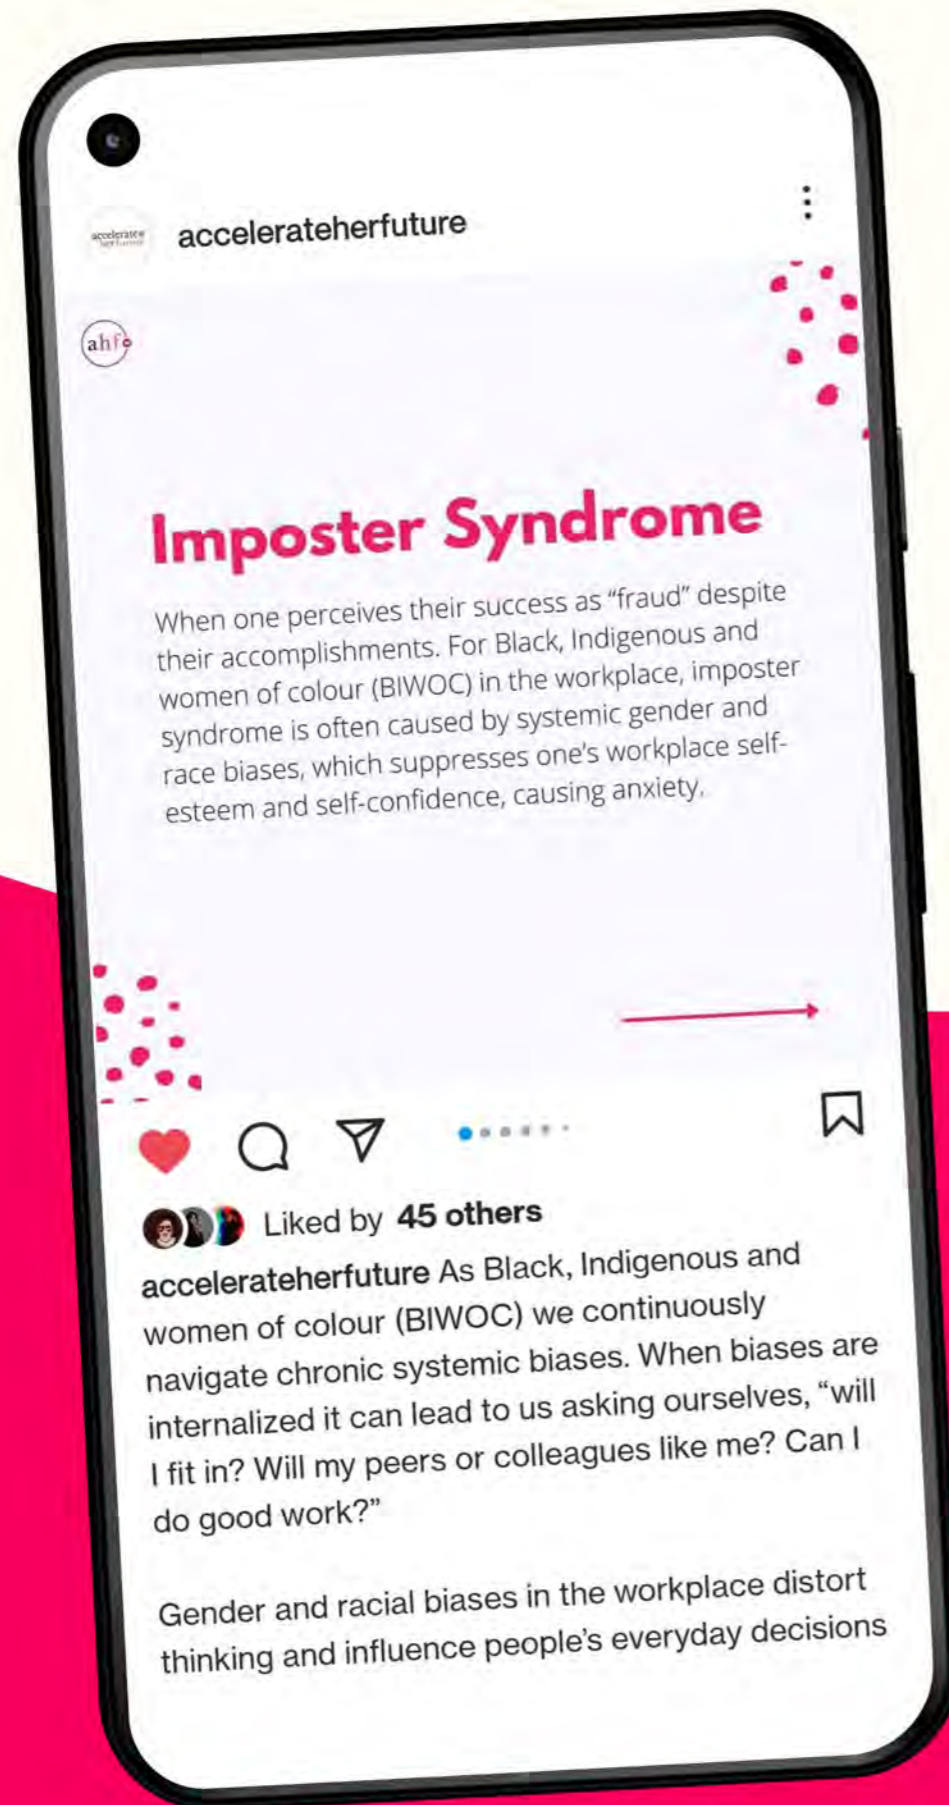 accelerateherfuture
ahf
Imposter Syndrome
When one perceives their success as “fraud” despite
their accomplishments. For Black, Indigenous and
women of colour (BIWOC) in the workplace, imposter
syndrome is often caused by systemic gender and
race biases, which suppresses one's workplace self-
esteem and self-confidence, causing anxiety.
Liked by 45 others
accelerateherfuture As Black, Indigenous and
women of colour (BIWOC) we continuously
navigate chronic systemic biases. When biases are
internalized it can lead to us asking ourselves, “will
I fit in? Will my peers or colleagues like me? Can I
do good work?”
Gender and racial biases in the workplace distort
thinking and influence people’s everyday decisions